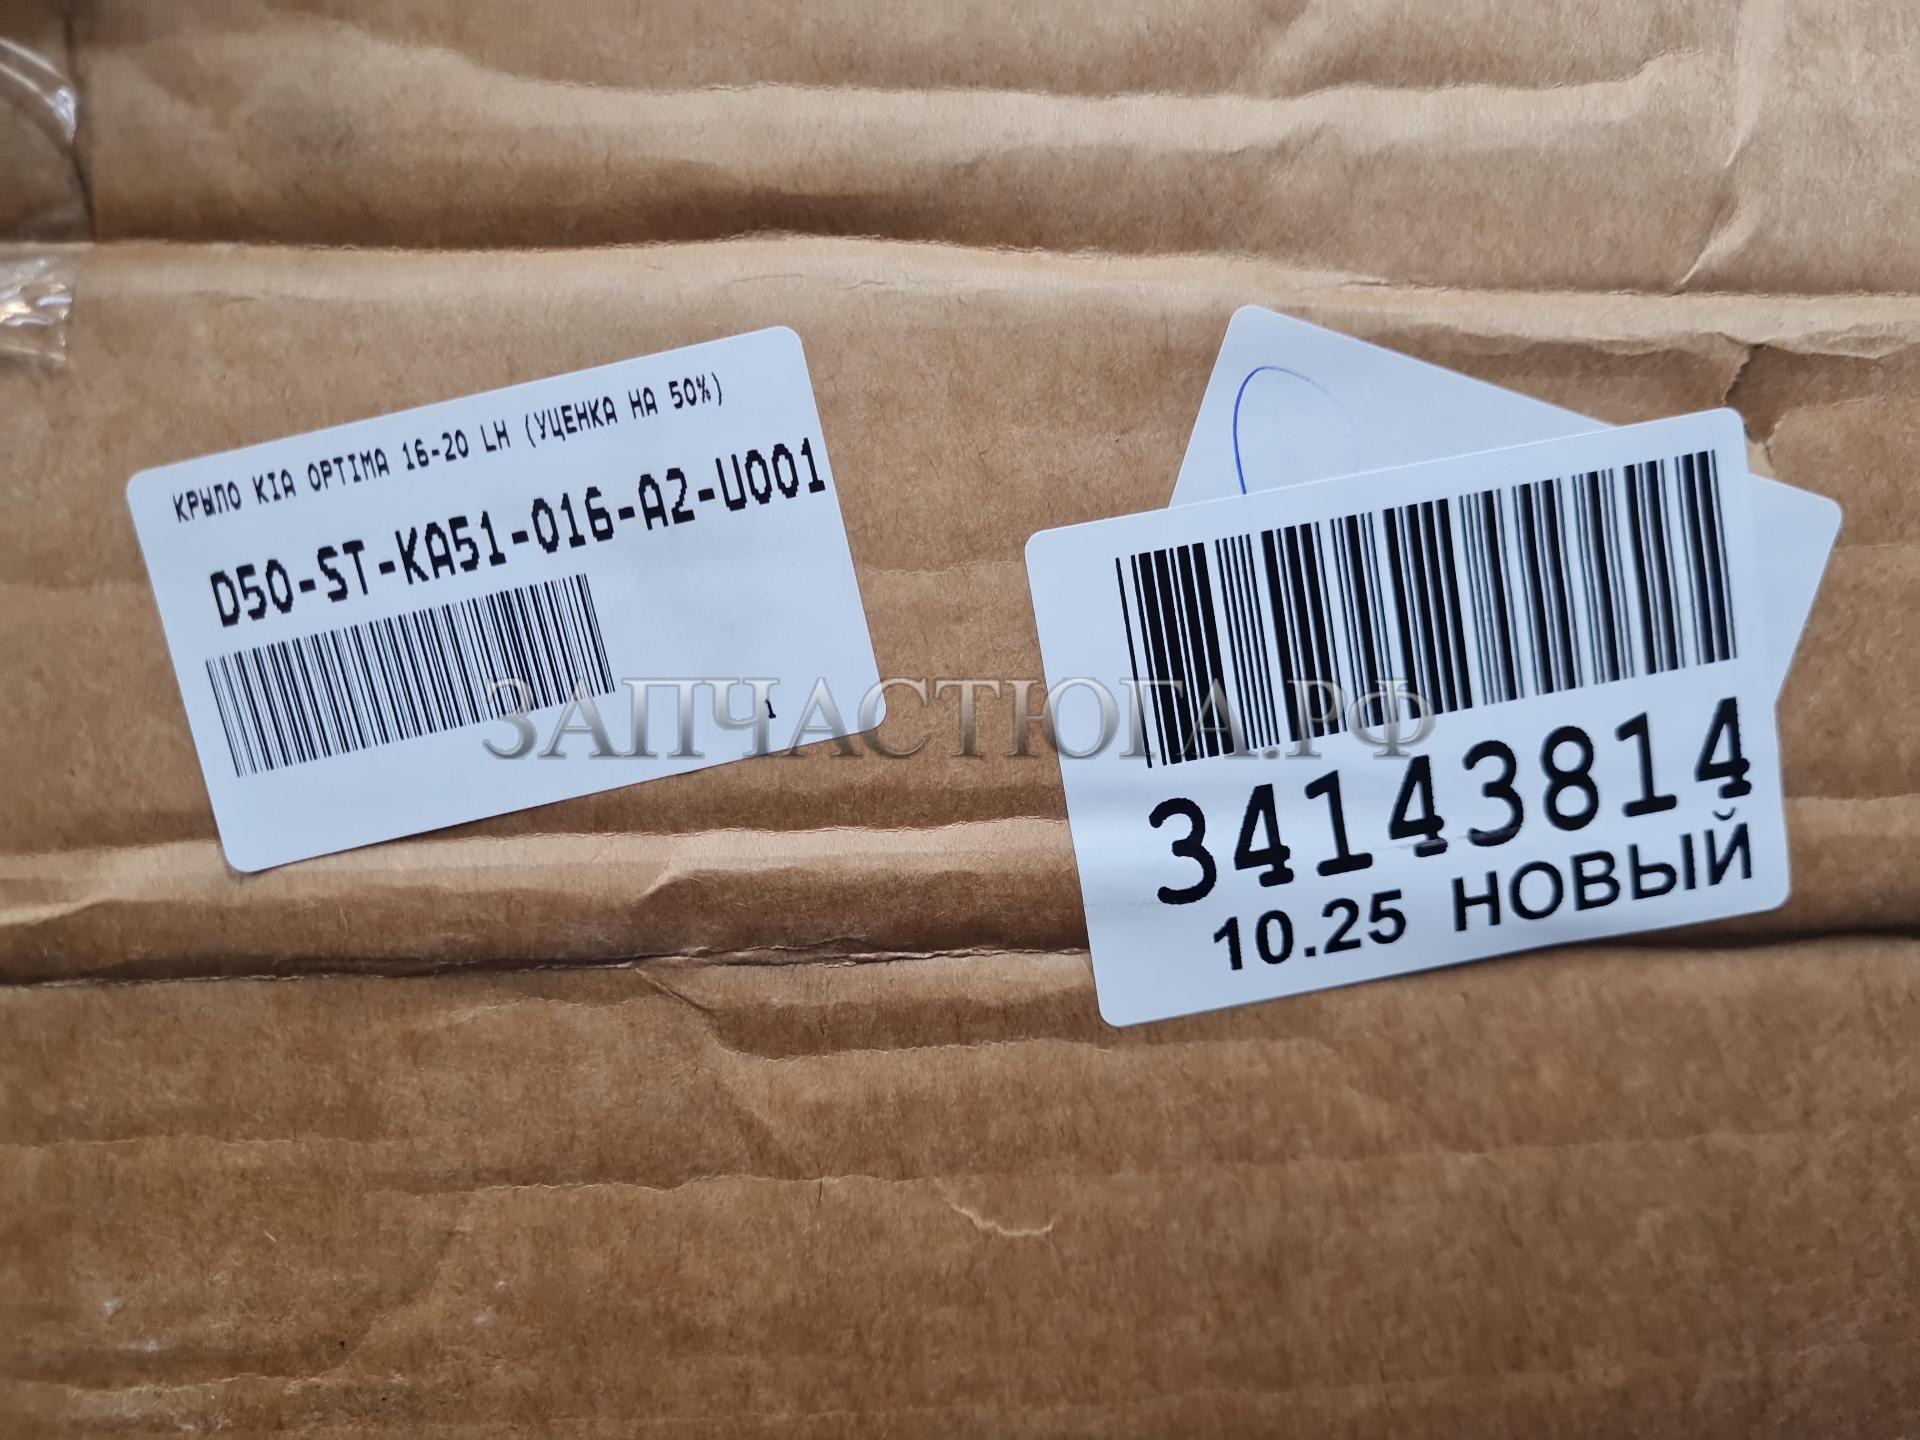 КРЫЛО KIA OPTIMA 16-20 LH (УЦЕНКА НА 50%)
D50-ST-KA51-016-A2-U001
1
ЗАПЧАСТЮГА.РФ
34143814
10.25 НОВЫЙ